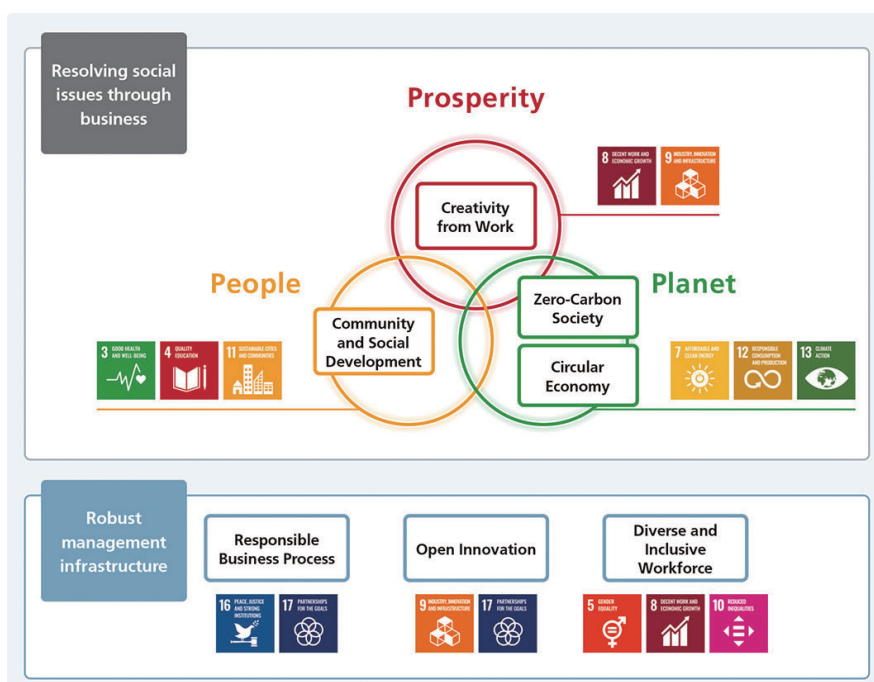 Resolving social
issues through
business
Prosperity
Creativity
from Work
8 DECENT WORK AND
ECONOMIC GROWTH
9 INDUSTRY, INNOVATION
AND INFRASTRUCTURE
People
Community
and Social
Development
3 GOOD HEALTH
AND WELL-BEING
4 QUALITY
EDUCATION
11 SUSTAINABLE CITIES
AND COMMUNITIES
Planet
Zero-Carbon
Society
Circular
Economy
7 AFFORDABLE AND
CLEAN ENERGY
12 RESPONSIBLE
CONSUMPTION
AND PRODUCTION
13 CLIMATE
ACTION
Robust
management
infrastructure
Responsible
Business Process
16 PEACE, JUSTICE
AND STRONG
INSTITUTIONS
17 PARTNERSHIPS
FOR THE GOALS
Open Innovation
9 INDUSTRY, INNOVATION
AND INFRASTRUCTURE
17 PARTNERSHIPS
FOR THE GOALS
Diverse and
Inclusive
Workforce
5 GENDER
EQUALITY
8 DECENT WORK AND
ECONOMIC GROWTH
10 REDUCED
INEQUALITIES